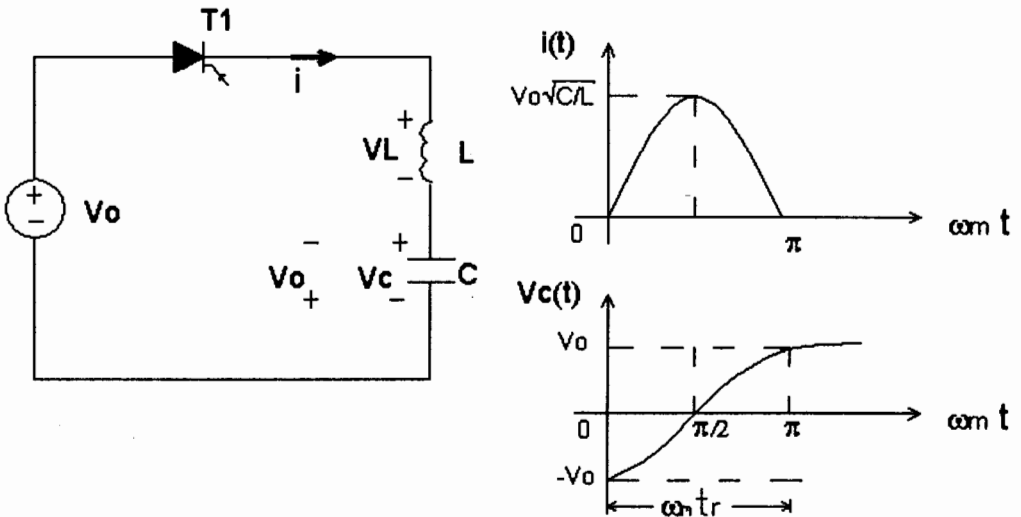 T1
i
+
VL
L
-
+
-
Vo
-
Vo
+
+
Vc
-
C
i(t)
Vo√C/L
0
π
ωm t
Vc(t)
Vo
0
π/2
π
ωm t
-Vo
ωm tr